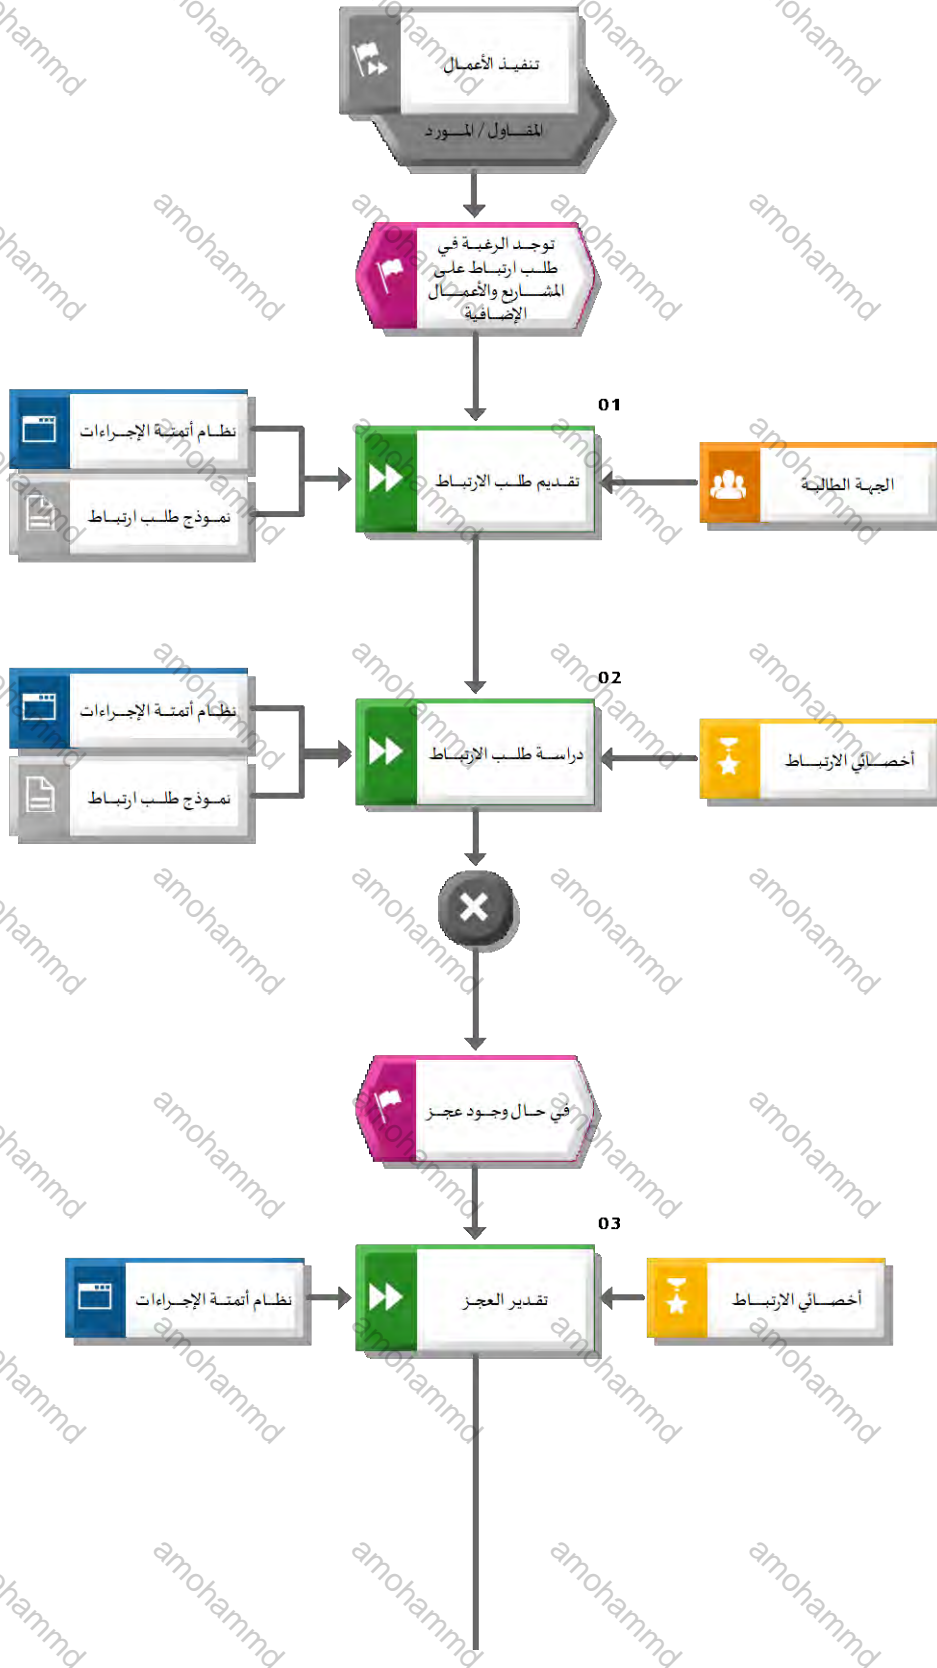 تنفيذ الأعمال
المقاول / المورد
توجد الرغبة في
طلب ارتباط على
المشاريع والأعمال
الإضافية
01
نظام أتمتة الإجراءات
تقديم طلب الارتباط
الجهة الطالبة
نموذج طلب ارتباط
02
نظام أتمتة الإجراءات
دراسة طلب الارتباط
أخصائي الارتباط
نموذج طلب ارتباط
في حال وجود عجز
03
نظام أتمتة الإجراءات
تقدير العجز
أخصائي الارتباط
amohammd